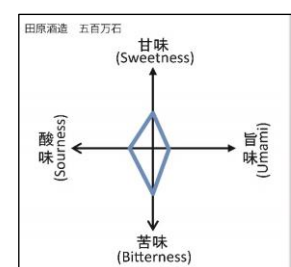 田原酒造　五百万石
甘味
(Sweetness)
酸味
(Sourness)
旨味
(Umami)
苦味
(Bitterness)